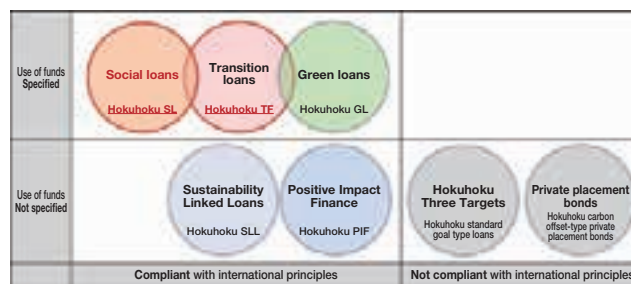 Use of funds
Specified
Social loans
Hokuhoku SL
Transition
loans
Hokuhoku TF
Green loans
Hokuhoku GL
Use of funds
Not specified
Sustainability
Linked Loans
Hokuhoku SLL
Positive Impact
Finance
Hokuhoku PIF
Hokuhoku
Three Targets
Hokuhoku standard
goal type loans
Private placement
bonds
Hokuhoku carbon
offset-type private
placement bonds
Compliant with international principles
Not compliant with international principles